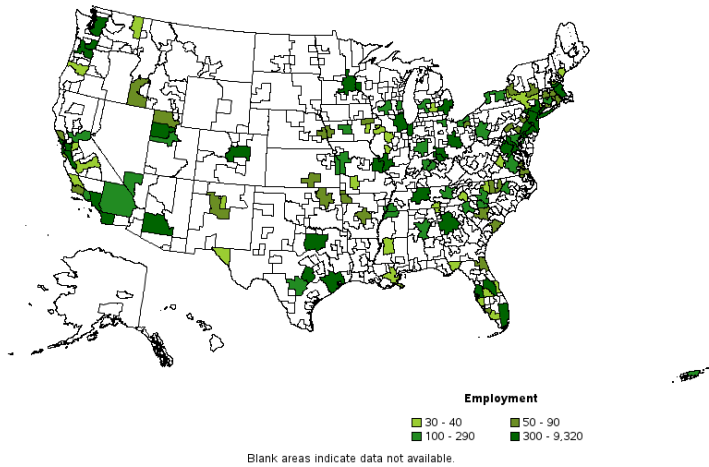 Employment
30 - 40
50 - 90
100 - 290
300 - 9,320
Blank areas indicate data not available.